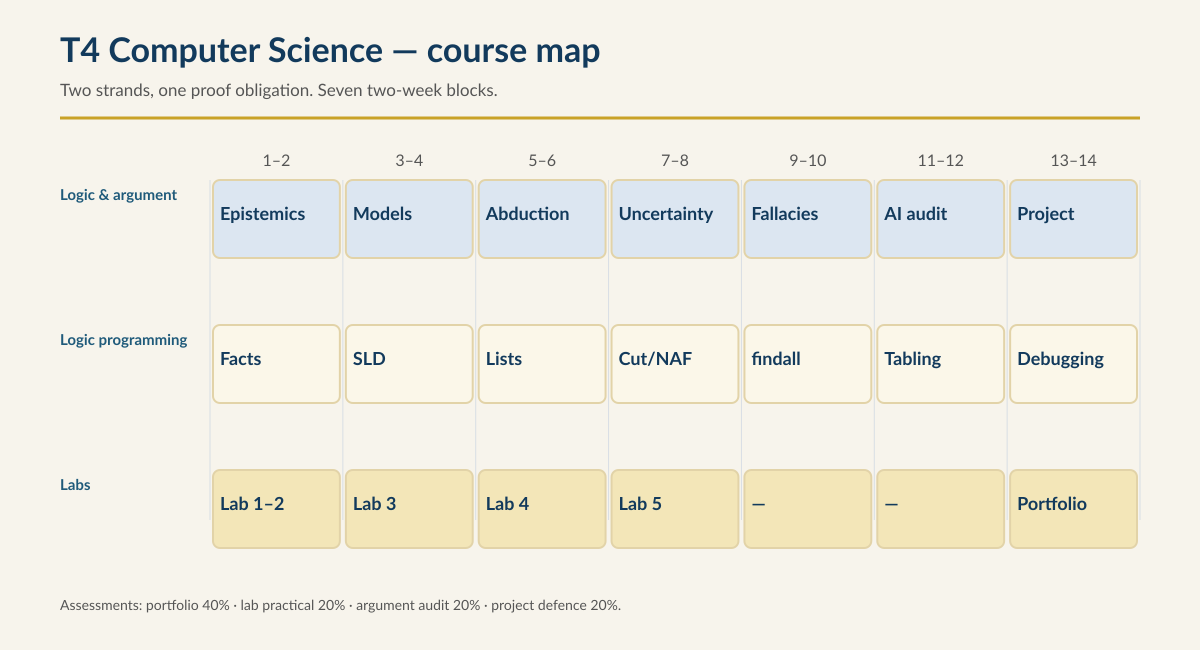 T4 Computer Science — course map
Two strands, one proof obligation. Seven two-week blocks.
1–2 3–4 5–6 7–8 9–10 11–12 13–14
Logic & argument
Epistemics Models Abduction Uncertainty Fallacies AI audit Project
Logic programming
Facts SLD Lists Cut/NAF findall Tabling Debugging
Labs
Lab 1–2 Lab 3 Lab 4 Lab 5 — — Portfolio
Assessments: portfolio 40% · lab practical 20% · argument audit 20% · project defence 20%.